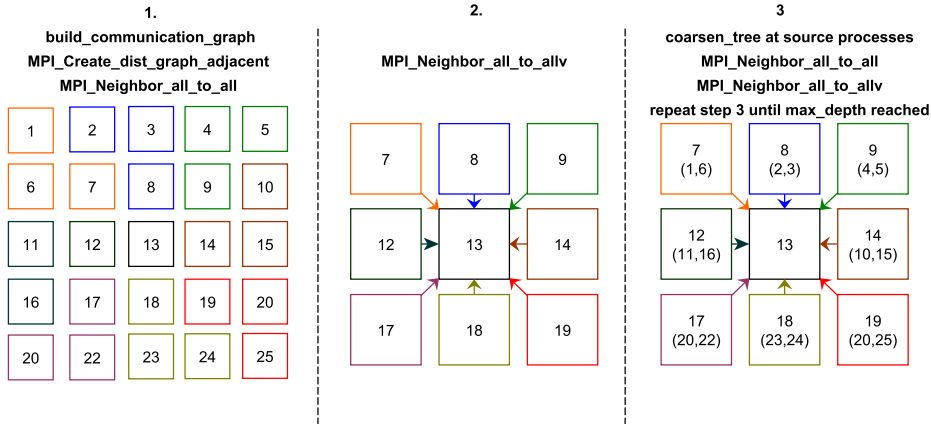 1.
build_communication_graph
MPI_Create_dist_graph_adjacent
MPI_Neighbor_all_to_all
1 2 3 4 5
6 7 8 9 10
11 12 13 14 15
16 17 18 19 20
20 22 23 24 25
2.
MPI_Neighbor_all_to_allv
7 8 9
12 13 14
17 18 19
3
coarsen_tree at source processes
MPI_Neighbor_all_to_all
MPI_Neighbor_all_to_allv
repeat step 3 until max_depth reached
7 8 9
(1,6) (2,3) (4,5)
12 13 14
(11,16) (10,15)
17 18 19
(20,22) (23,24) (20,25)